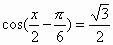 cos(x/2 − π/6) = √3/2